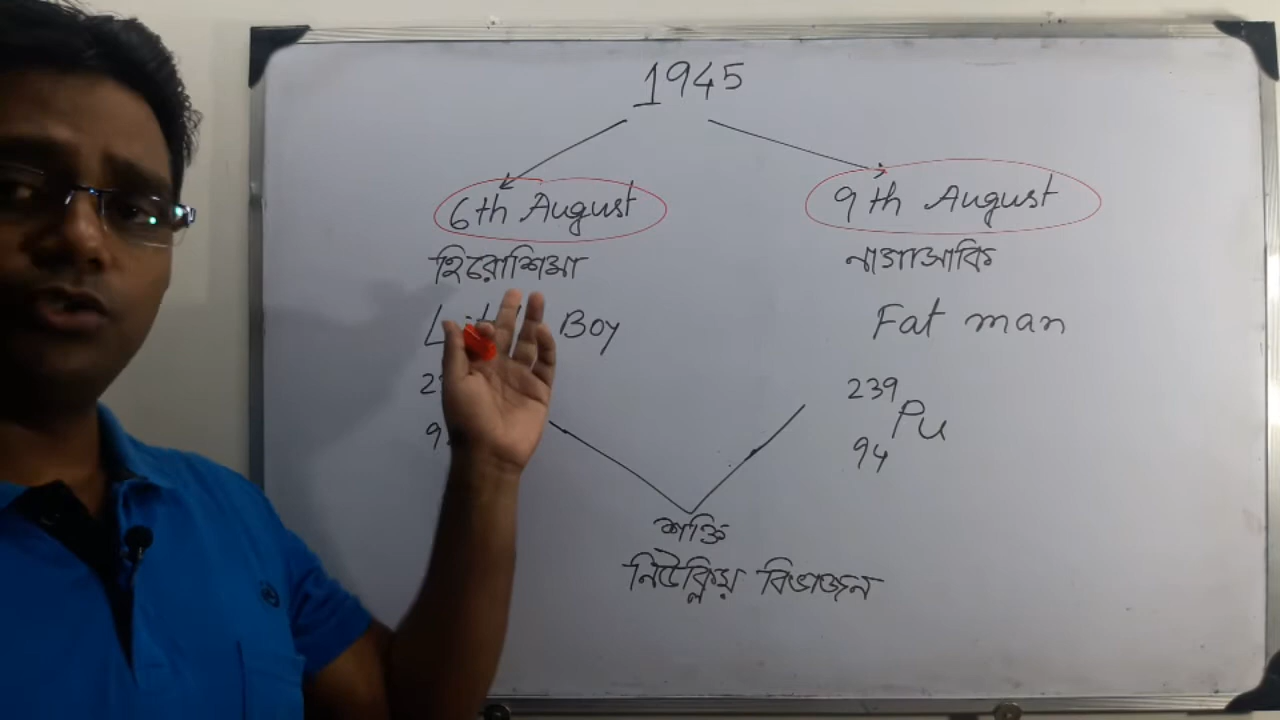 1945
6th August
9th August
হিরোশিমা
নাগাসাকি
Boy
Fat man
239
Pu
94
শক্তি
নিউক্লিয় বিভাজন